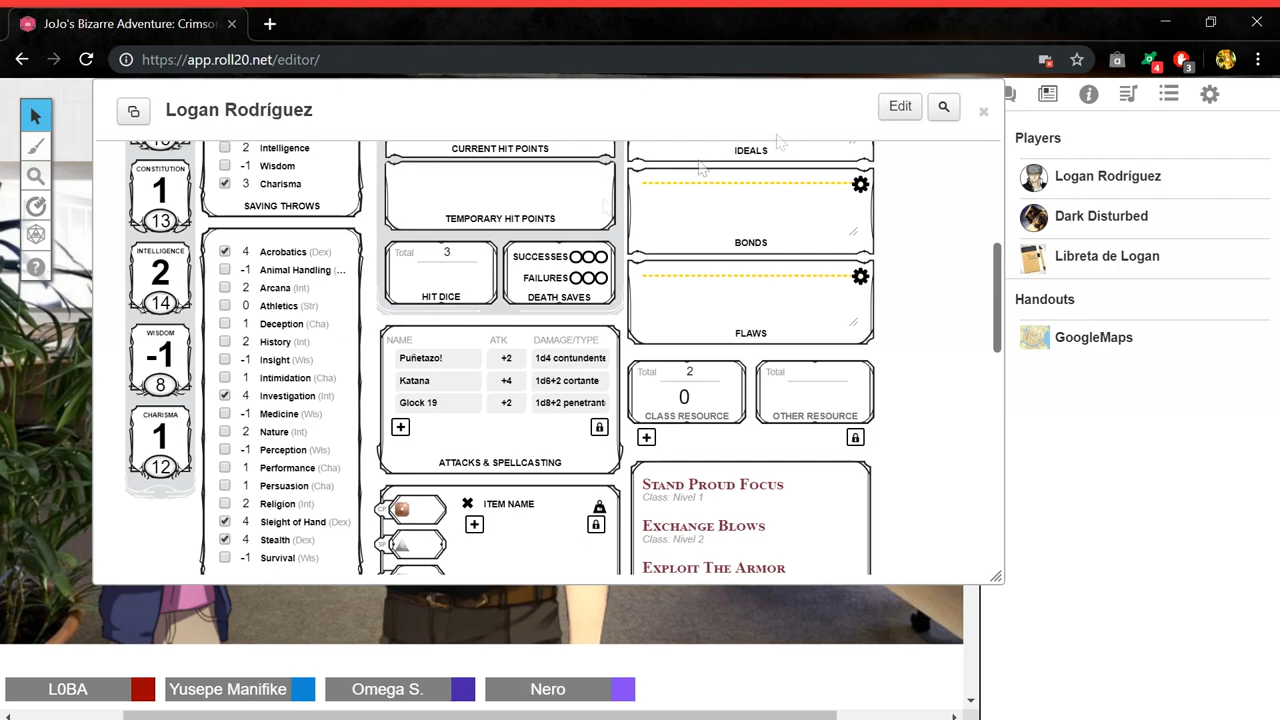 JoJo's Bizarre Adventure: Crimso
https://app.roll20.net/editor/
4
3
Logan Rodríguez
Edit
CONSTITUTION
1
13
INTELLIGENCE
2
14
WISDOM
-1
8
CHARISMA
1
12
2 Intelligence
-1 Wisdom
3 Charisma
SAVING THROWS
4 Acrobatics (Dex)
-1 Animal Handling (...
2 Arcana (Int)
0 Athletics (Str)
1 Deception (Cha)
2 History (Int)
-1 Insight (Wis)
1 Intimidation (Cha)
4 Investigation (Int)
-1 Medicine (Wis)
2 Nature (Int)
-1 Perception (Wis)
1 Performance (Cha)
1 Persuasion (Cha)
2 Religion (Int)
4 Sleight of Hand (Dex)
4 Stealth (Dex)
-1 Survival (Wis)
CURRENT HIT POINTS
TEMPORARY HIT POINTS
Total 3
HIT DICE
SUCCESSES
FAILURES
DEATH SAVES
NAME ATK DAMAGE/TYPE
Puñetazo! +2 1d4 contundente
Katana +4 1d6+2 cortante
Glock 19 +2 1d8+2 penetrant
ATTACKS & SPELLCASTING
CP
SP
ITEM NAME
IDEALS
BONDS
FLAWS
Total 2
0
CLASS RESOURCE
Total
OTHER RESOURCE
STAND PROUD FOCUS
Class: Nivel 1
EXCHANGE BLOWS
Class: Nivel 2
EXPLOIT THE ARMOR
Players
Logan Rodríguez
Dark Disturbed
Libreta de Logan
Handouts
GoogleMaps
L0BA
Yusepe Manifike
Omega S.
Nero